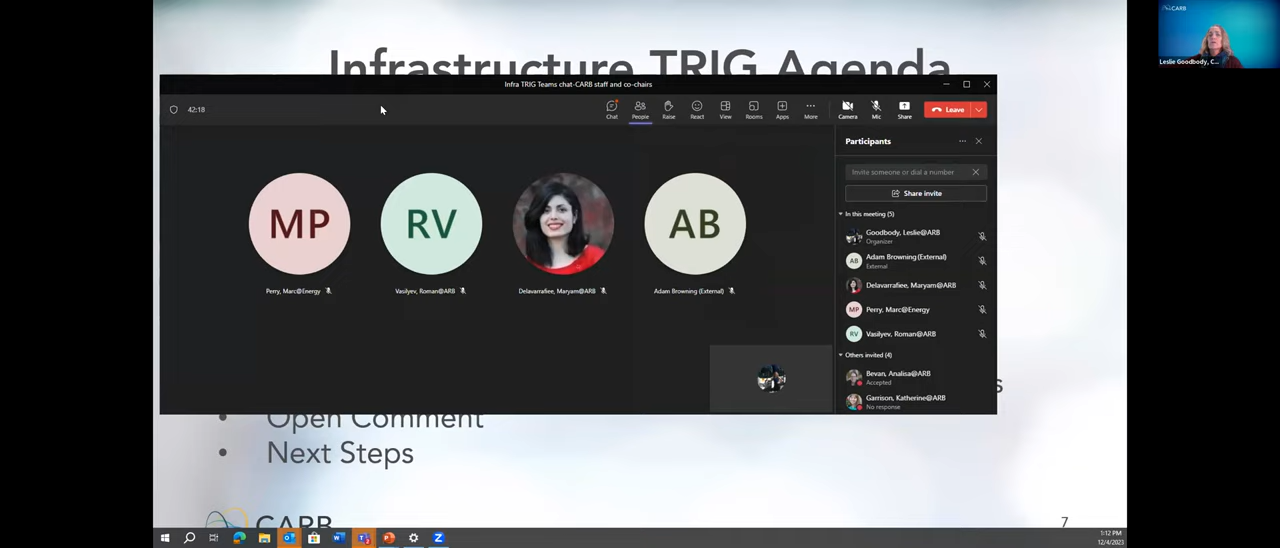 Infrastructure TRIG Agenda
CARB
Leslie Goodbody, C...
Infra TRIG Teams chat-CARB staff and co-chairs
42:18
Chat
People
Raise
React
View
Rooms
Apps
More
Camera
Mic
Share
Leave
Participants
Invite someone or dial a number
Share invite
In this meeting (5)
Goodbody, Leslie@ARB
Organizer
AB
Adam Browning (External)
External
Delavarrafiee, Maryam@ARB
MP
Perry, Marc@Energy
RV
Vasilyev, Roman@ARB
Others invited (4)
Bevan, Analisa@ARB
Accepted
Garrison, Katherine@ARB
No response
MP
RV
AB
Perry, Marc@Energy
Vasilyev, Roman@ARB
Delavarrafiee, Maryam@ARB
Adam Browning (External)
s
• Open Comment
• Next Steps
CARB
7
1:12 PM
12/4/2023